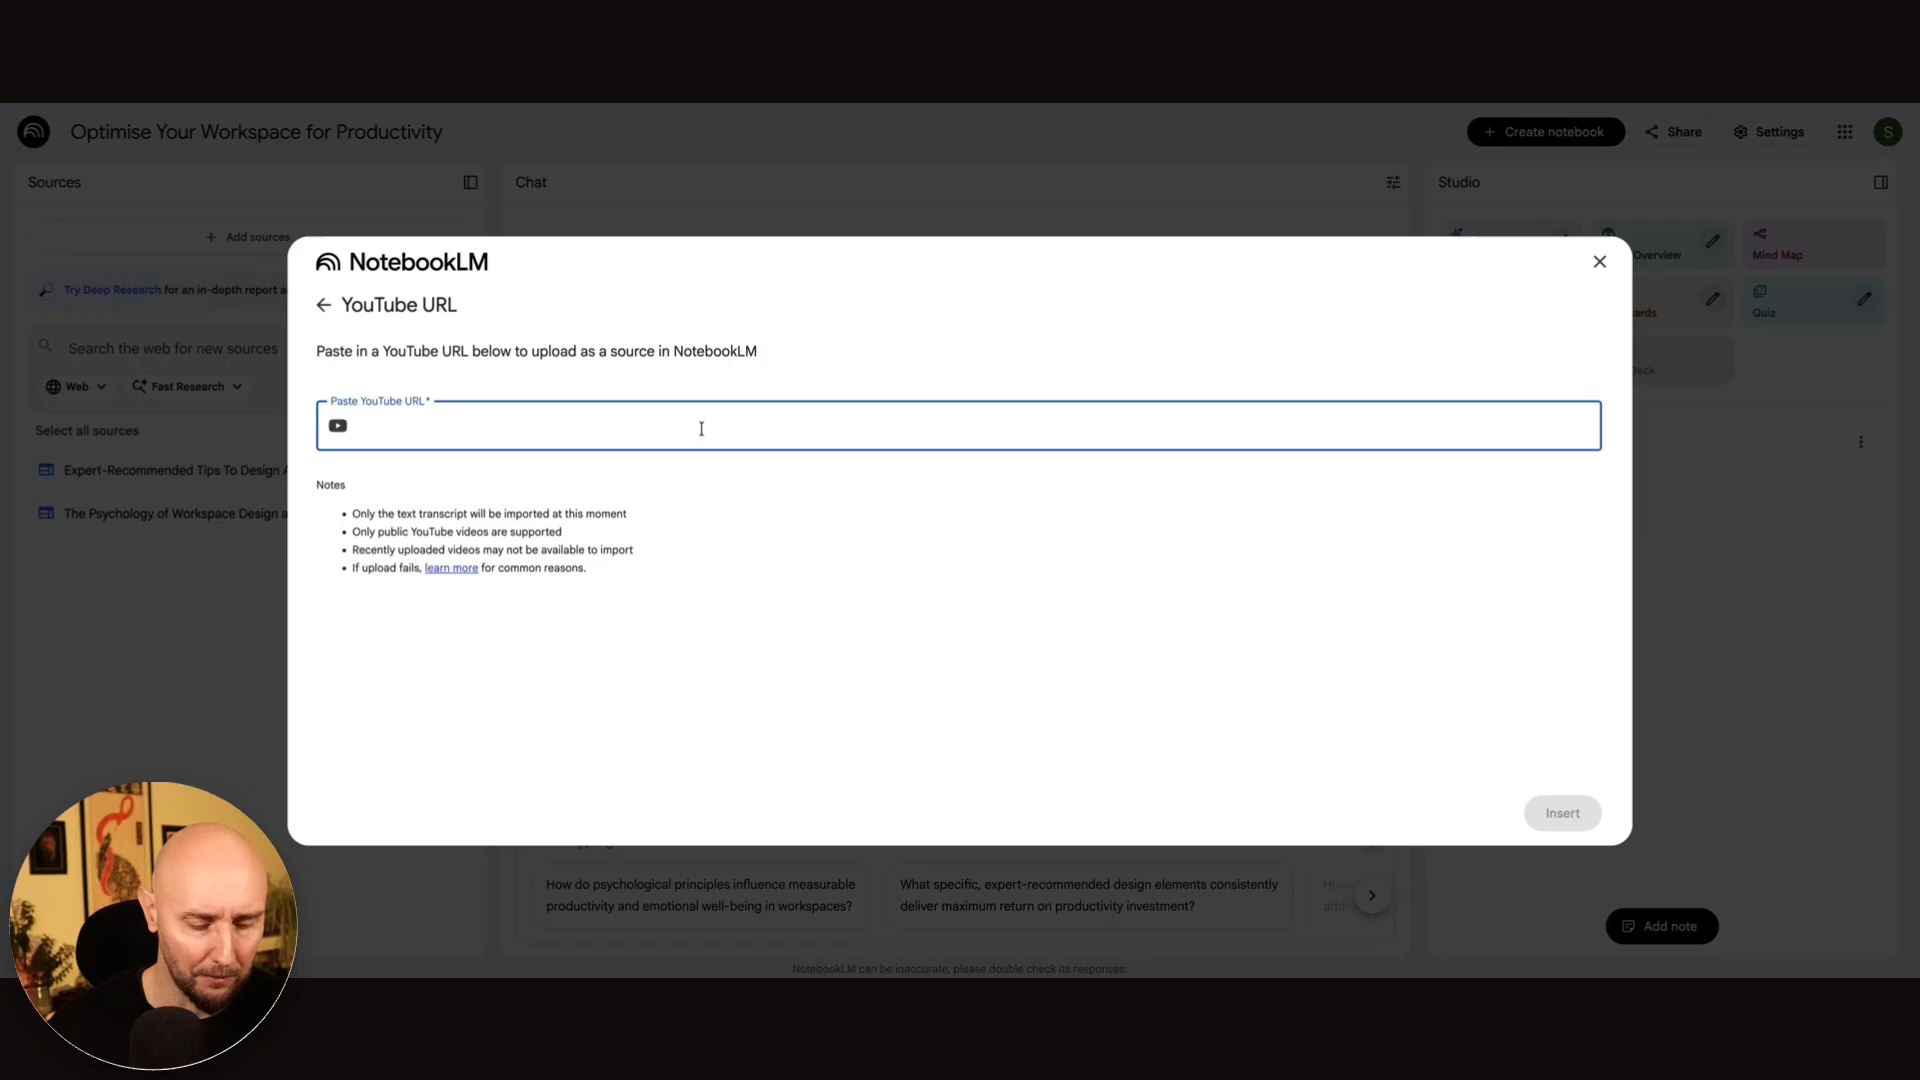 Optimise Your Workspace for Productivity
+ Create notebook
Share
Settings
S
Sources
Chat
Studio
+ Add sources
Try Deep Research for an in-depth report
Search the web for new sources
Web
Fast Research
Select all sources
Expert-Recommended Tips To Design
The Psychology of Workspace Design
NotebookLM
YouTube URL
Paste in a YouTube URL below to upload as a source in NotebookLM
Paste YouTube URL*
Notes
• Only the text transcript will be imported at this moment
• Only public YouTube videos are supported
• Recently uploaded videos may not be available to import
• If upload fails, learn more for common reasons.
Insert
Overview
Mind Map
Quiz
How do psychological principles influence measurable
productivity and emotional well-being in workspaces?
What specific, expert-recommended design elements consistently
deliver maximum return on productivity investment?
Add note
NotebookLM can be inaccurate; please double check its responses.